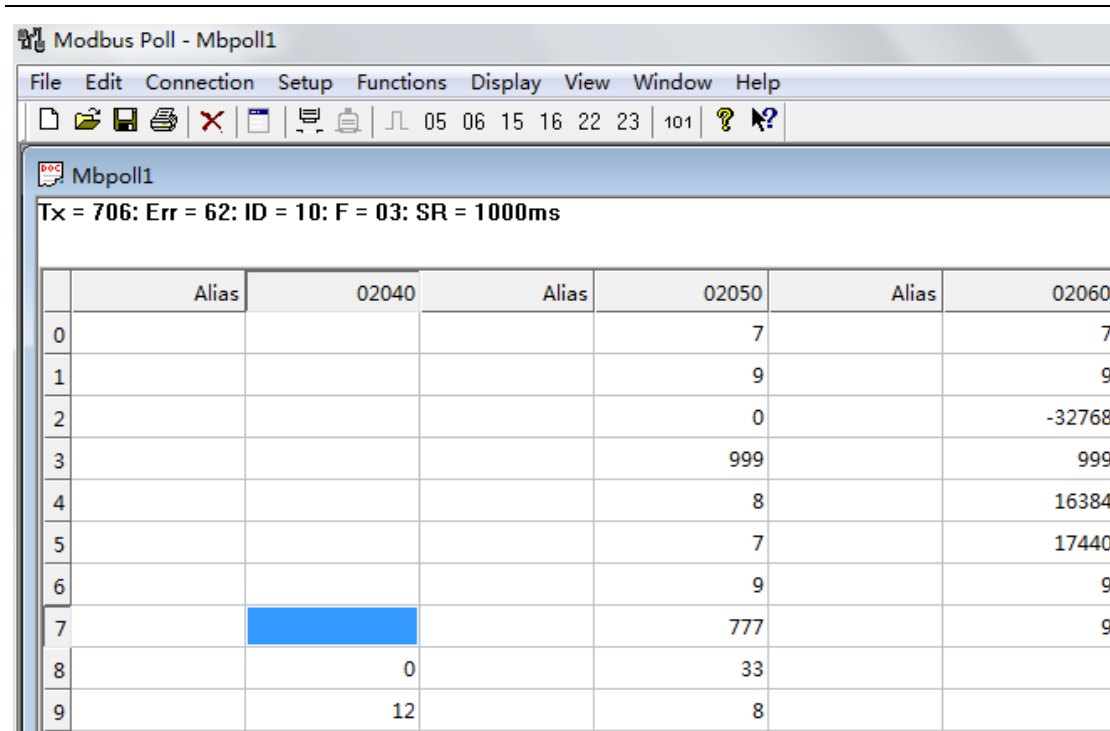 Modbus Poll - Mbpoll1
File Edit Connection Setup Functions Display View Window Help
05 06 15 16 22 23 101
DOC Mbpoll1
Tx = 706: Err = 62: ID = 10: F = 03: SR = 1000ms
Alias 02040 Alias 02050 Alias 02060
0 7 7
1 9 9
2 0 -32768
3 999 999
4 8 16384
5 7 17440
6 9 9
7 777 9
8 0 33
9 12 8